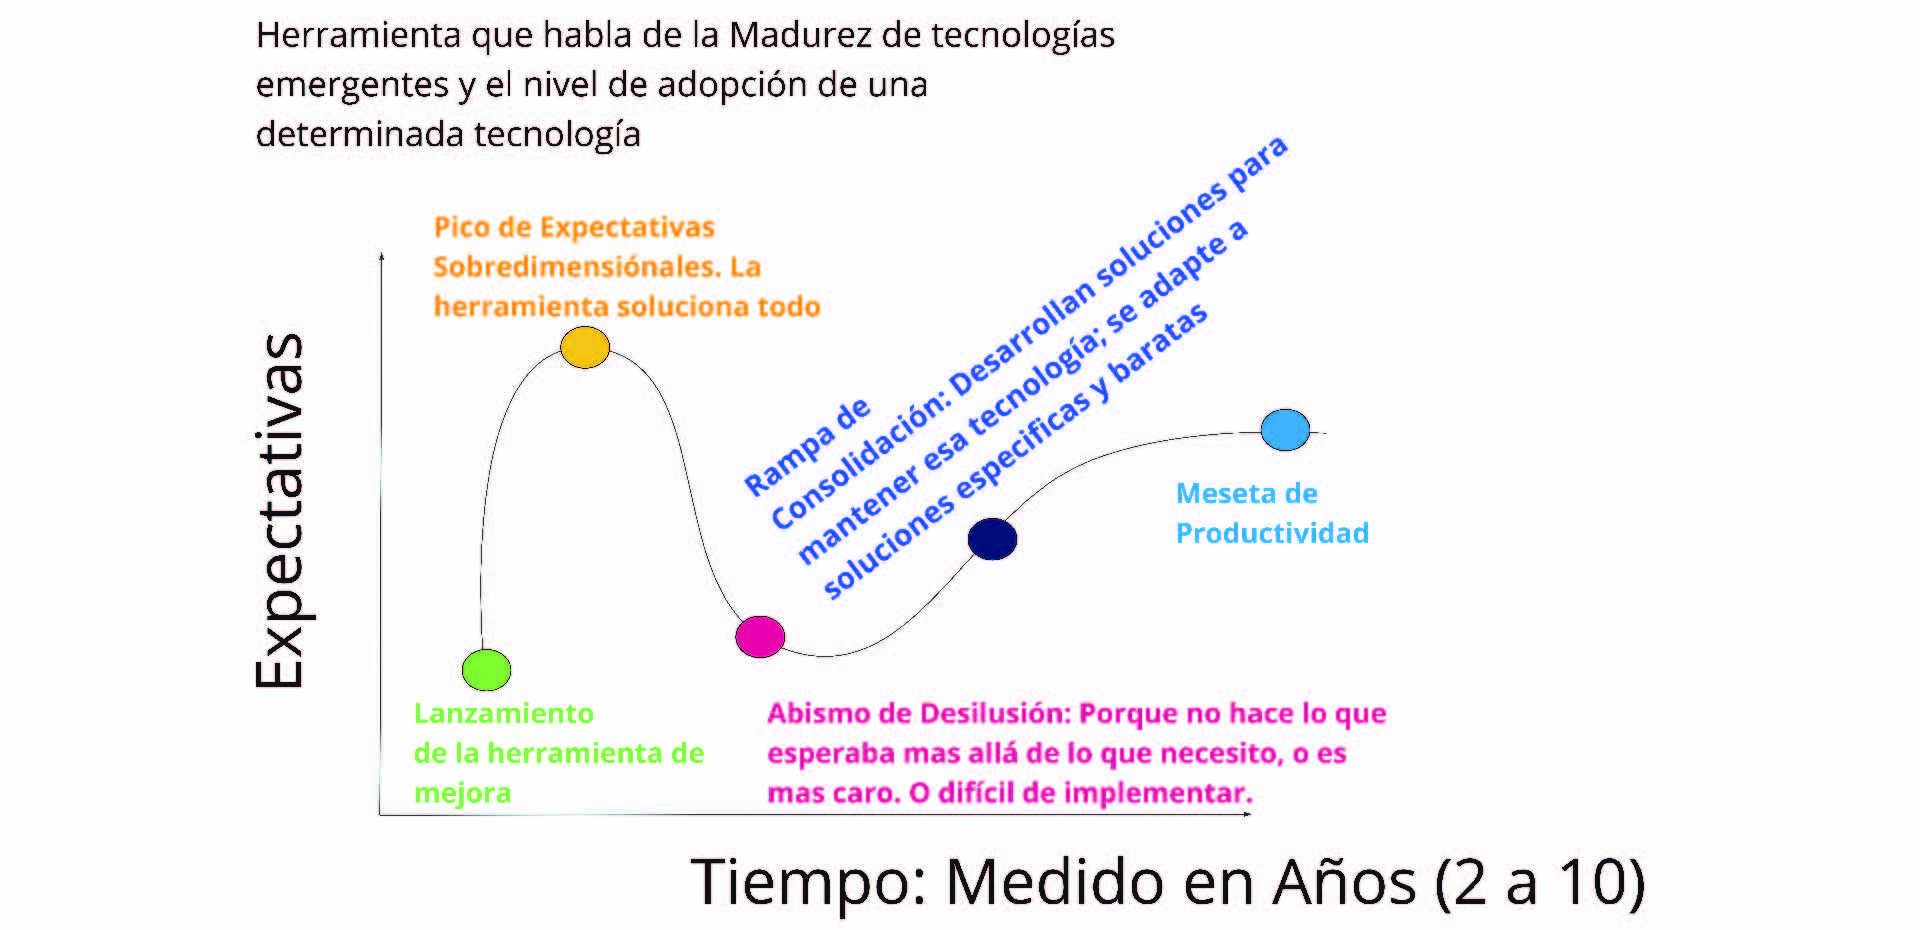 Herramienta que habla de la Madurez de tecnologías
emergentes y el nivel de adopción de una
determinada tecnología
Pico de Expectativas
Sobredimensiónales. La
herramienta soluciona todo
Expectativas
Rampa de
Consolidación: Desarrollan soluciones para
mantener esa tecnología; se adapte a
soluciones especificas y baratas
Meseta de
Productividad
Lanzamiento
de la herramienta de
mejora
Abismo de Desilusión: Porque no hace lo que
esperaba mas allá de lo que necesito, o es
mas caro. O difícil de implementar.
Tiempo: Medido en Años (2 a 10)